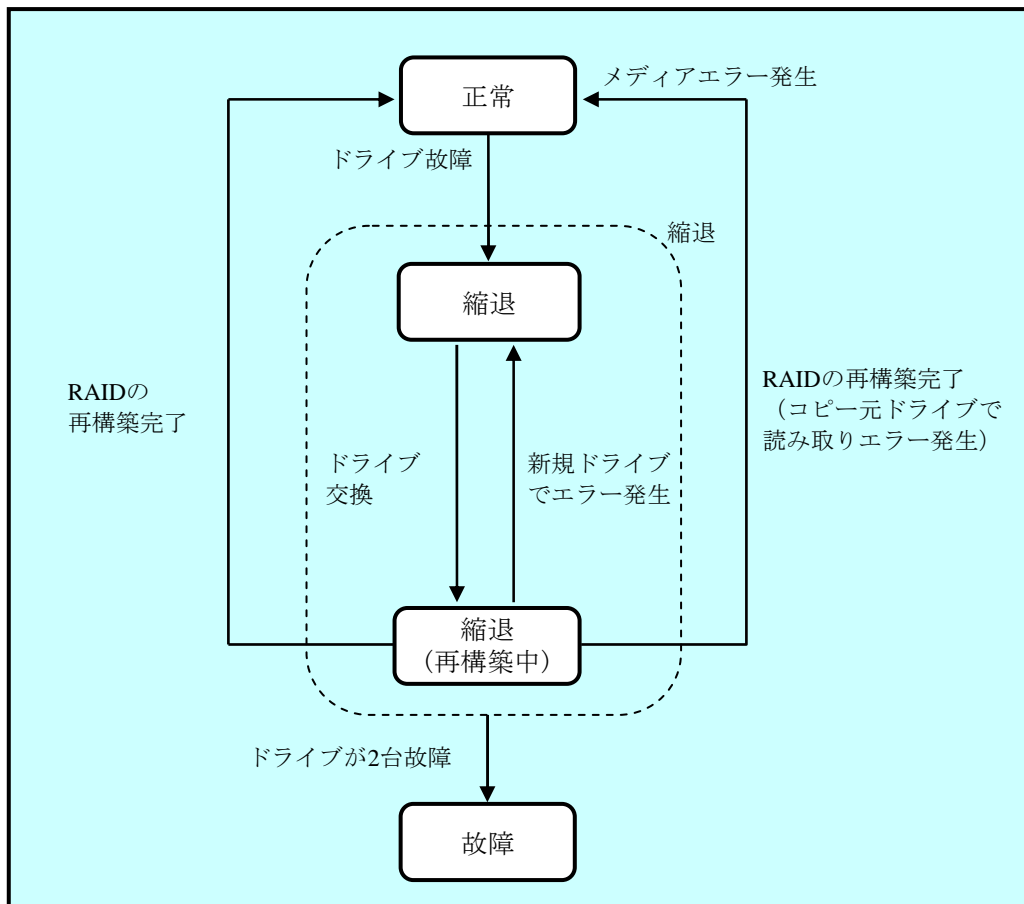 正常
メディアエラー発生
ドライブ故障
縮退
縮退
RAIDの
再構築完了
RAIDの再構築完了
（コピー元ドライブで
読み取りエラー発生）
ドライブ
交換
新規ドライブ
でエラー発生
縮退
（再構築中）
ドライブが2台故障
故障